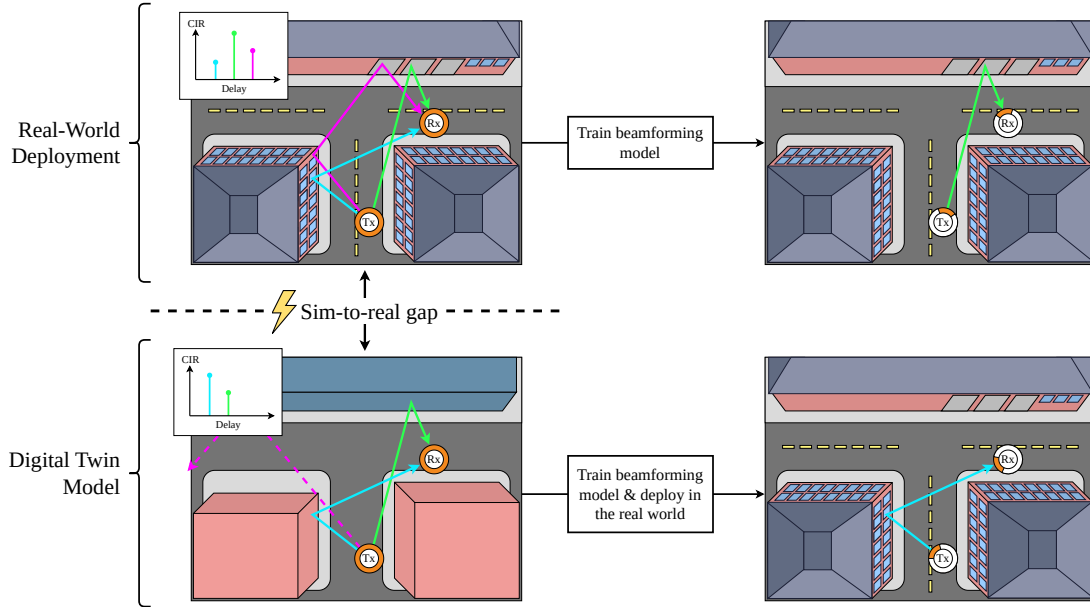 CIR
Delay
Rx
Tx
Real-World
Deployment
Train beamforming
model
Rx
Tx
Sim-to-real gap
CIR
Delay
Rx
Tx
Digital Twin
Model
Train beamforming
model & deploy in
the real world
Rx
Tx